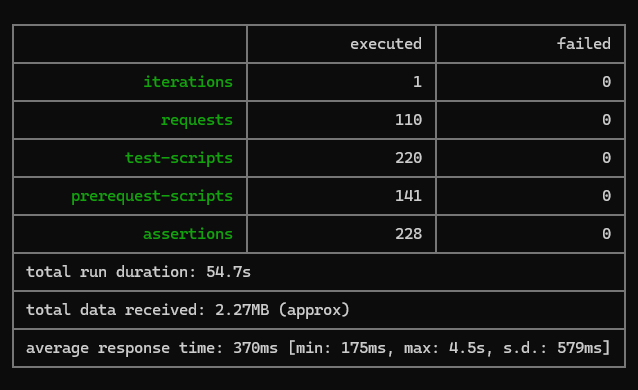 executed failed
iterations 1 0
requests 110 0
test-scripts 220 0
prerequest-scripts 141 0
assertions 228 0
total run duration: 54.7s
total data received: 2.27MB (approx)
average response time: 370ms [min: 175ms, max: 4.5s, s.d.: 579ms]